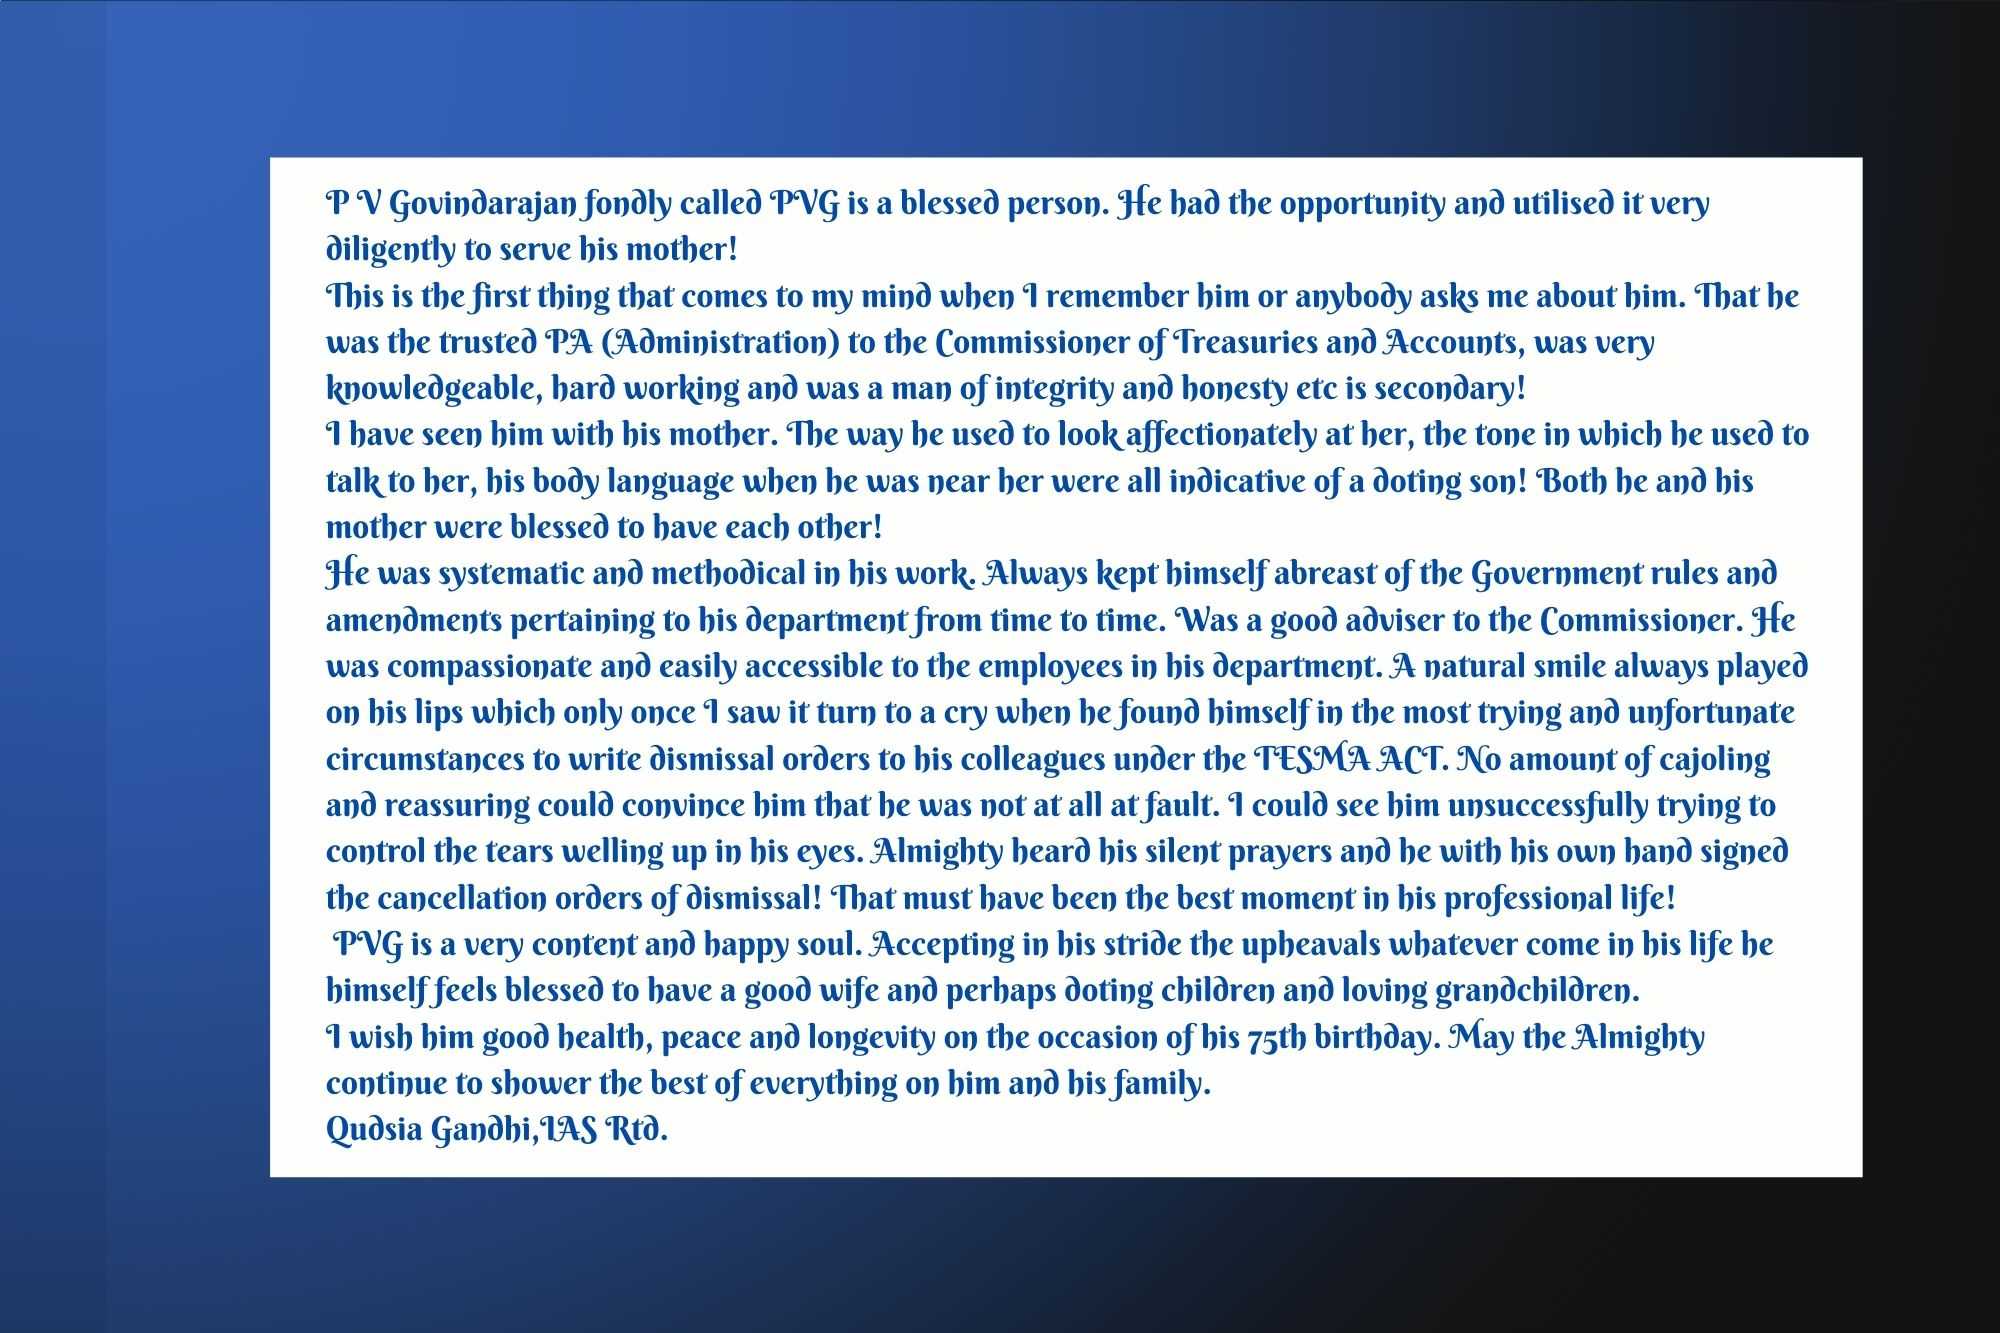 P V Govindarajan fondly called PVG is a blessed person. He had the opportunity and utilised it very
diligently to serve his mother!
This is the first thing that comes to my mind when I remember him or anybody asks me about him. That he
was the trusted PA (Administration) to the Commissioner of Treasuries and Accounts, was very
knowledgeable, hard working and was a man of integrity and honesty etc is secondary!
I have seen him with his mother. The way he used to look affectionately at her, the tone in which he used to
talk to her, his body language when he was near her were all indicative of a doting son! Both he and his
mother were blessed to have each other!
He was systematic and methodical in his work. Always kept himself abreast of the Government rules and
amendments pertaining to his department from time to time. Was a good adviser to the Commissioner. He
was compassionate and easily accessible to the employees in his department. A natural smile always played
on his lips which only once I saw it turn to a cry when he found himself in the most trying and unfortunate
circumstances to write dismissal orders to his colleagues under the TESMA ACT. No amount of cajoling
and reassuring could convince him that he was not at all at fault. I could see him unsuccessfully trying to
control the tears welling up in his eyes. Almighty heard his silent prayers and he with his own hand signed
the cancellation orders of dismissal! That must have been the best moment in his professional life!
PVG is a very content and happy soul. Accepting in his stride the upheavals whatever come in his life he
himself feels blessed to have a good wife and perhaps doting children and loving grandchildren.
I wish him good health, peace and longevity on the occasion of his 75th birthday. May the Almighty
continue to shower the best of everything on him and his family.
Qudsia Gandhi,IAS Rtd.